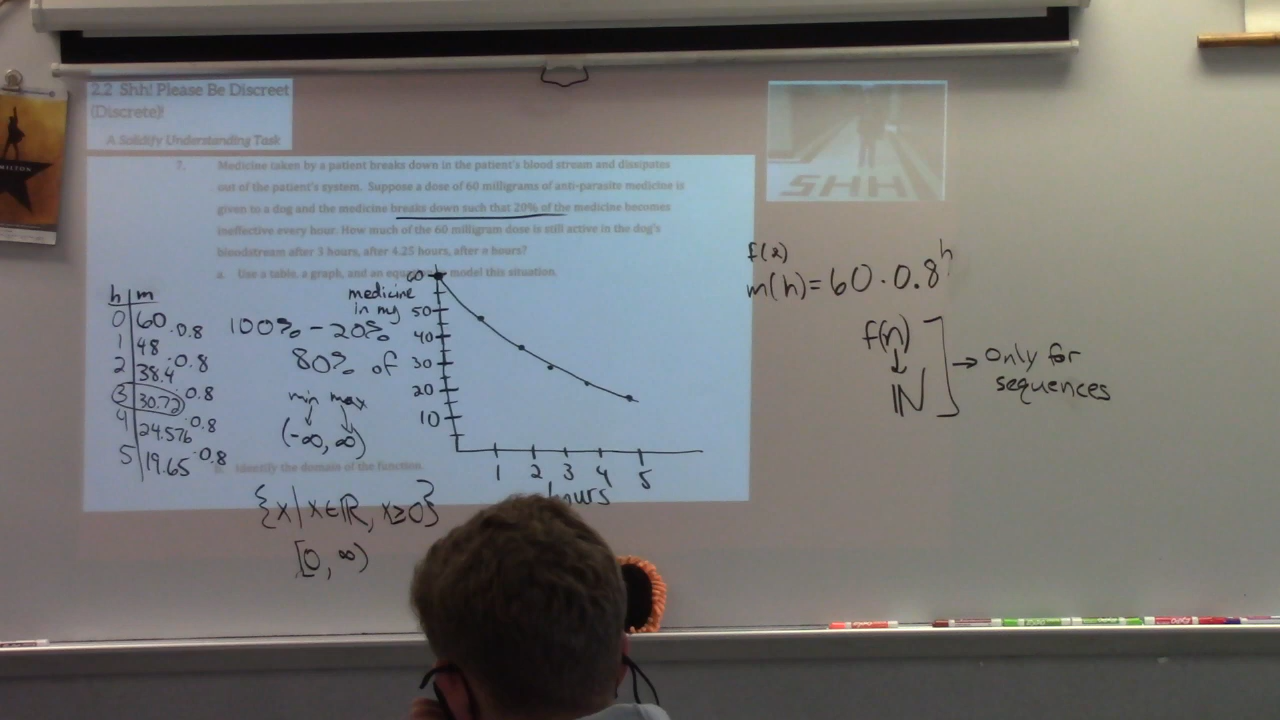 2.2 Shh! Please Be Discreet
(Discrete)!
A Solidify Understanding Task
SHH
HAMILTON
7. Medicine taken by a patient breaks down in the patient's blood stream and dissipates
out of the patient's system. Suppose a dose of 60 milligrams of anti-parasite medicine is
given to a dog and the medicine breaks down such that 20% of the medicine becomes
ineffective every hour. How much of the 60 milligram dose is still active in the dog's
bloodstream after 3 hours, after 4.25 hours, after n hours?
a. Use a table, a graph, and an model this situation.
h m
0 60
·0.8
1 48
2 38.4 ·0.8
3 30.72 ·0.8
4 24.576 ·0.8
5 19.65 ·0.8
100% - 20%
80% of
min max
(-∞, ∞)
medicine
in mg
60
50
40
30
20
10
1 2 3 4 5
hours
Identify the domain of the function.
{x | x∈ℝ, x≥0}
[0, ∞)
f(x)
m(h) = 60 · 0.8^h
f(n)
↓
ℕ
→ Only for
sequences